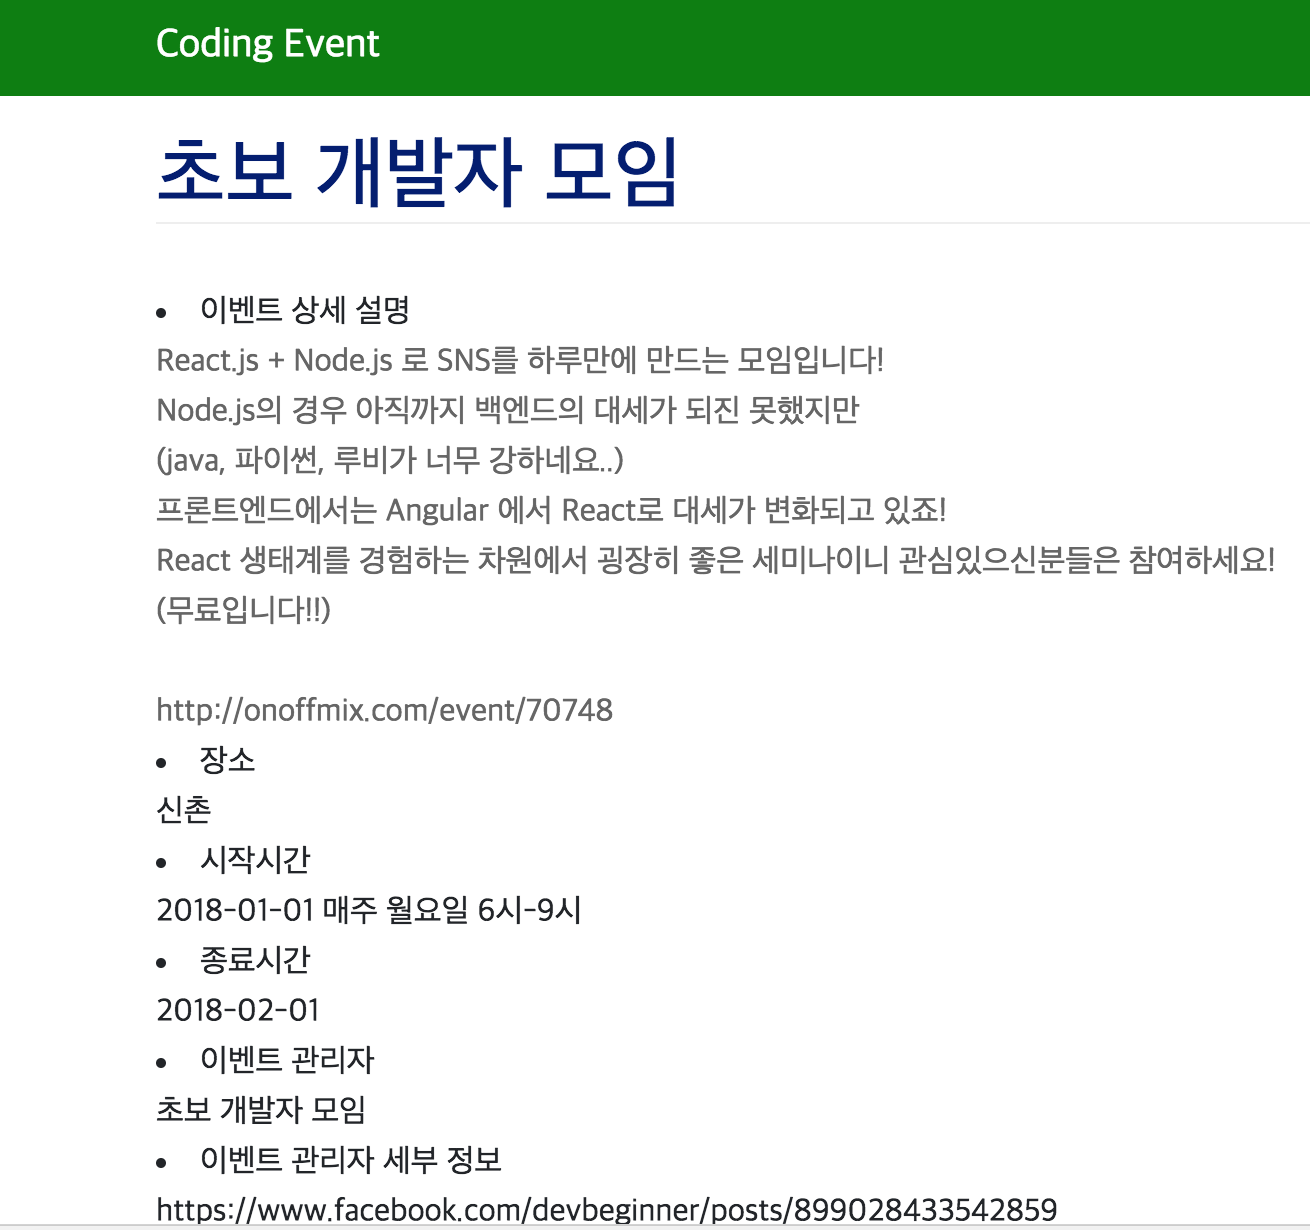 Coding Event
초보 개발자 모임
• 이벤트 상세 설명
React.js + Node.js 로 SNS를 하루만에 만드는 모임입니다!
Node.js의 경우 아직까지 백엔드의 대세가 되진 못했지만
(java, 파이썬, 루비가 너무 강하네요..)
프론트엔드에서는 Angular 에서 React로 대세가 변화되고 있죠!
React 생태계를 경험하는 차원에서 굉장히 좋은 세미나이니 관심있으신분들은 참여하세요!
(무료입니다!!)
http://onoffmix.com/event/70748
• 장소
신촌
• 시작시간
2018-01-01 매주 월요일 6시-9시
• 종료시간
2018-02-01
• 이벤트 관리자
초보 개발자 모임
• 이벤트 관리자 세부 정보
https://www.facebook.com/devbeginner/posts/899028433542859